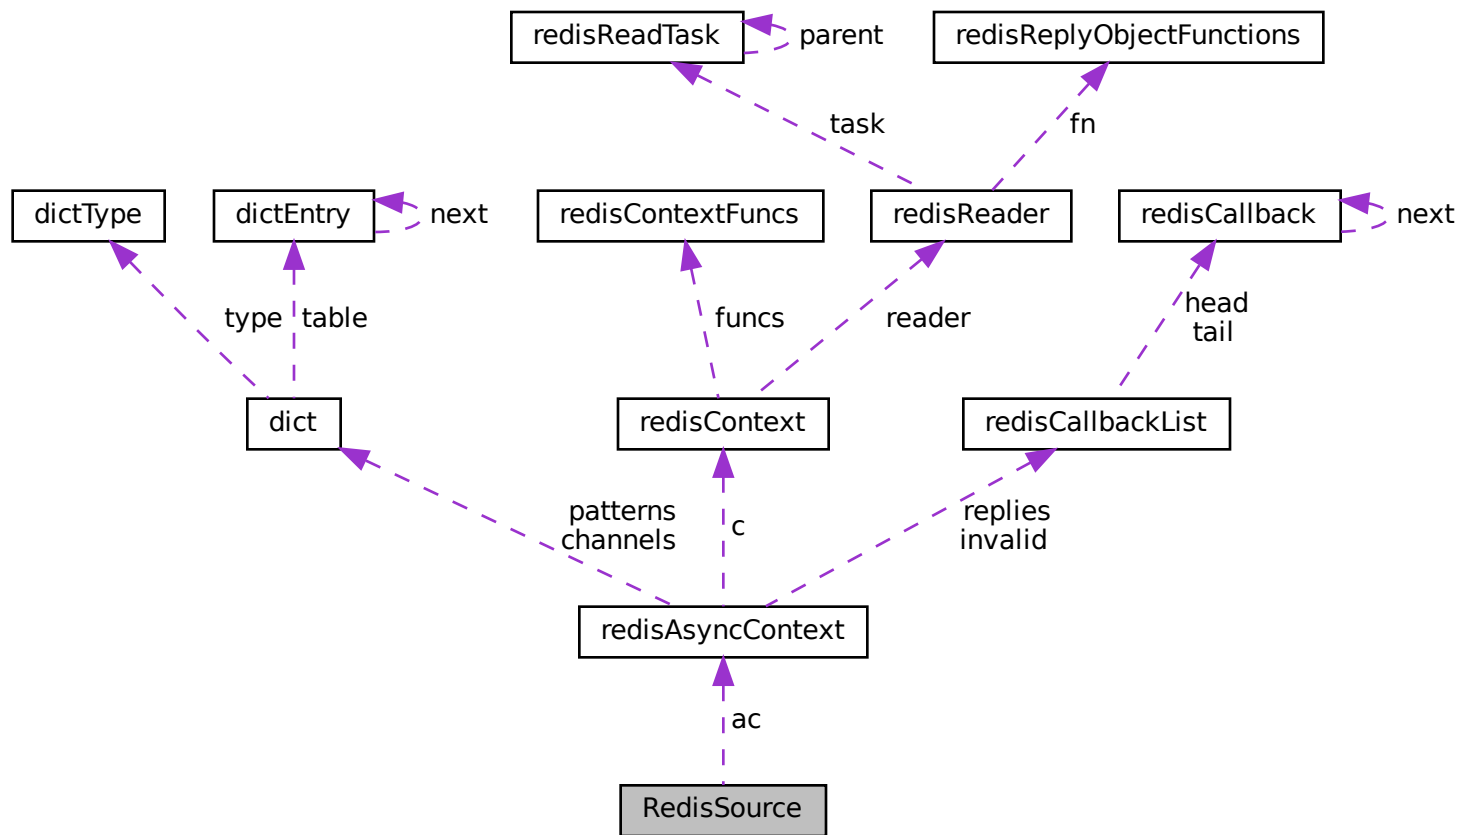 redisReadTask
parent
redisReplyObjectFunctions
task
fn
dictType
dictEntry
next
redisContextFuncs
redisReader
redisCallback
next
type
table
funcs
reader
head
tail
dict
redisContext
redisCallbackList
patterns
channels
c
replies
invalid
redisAsyncContext
ac
RedisSource